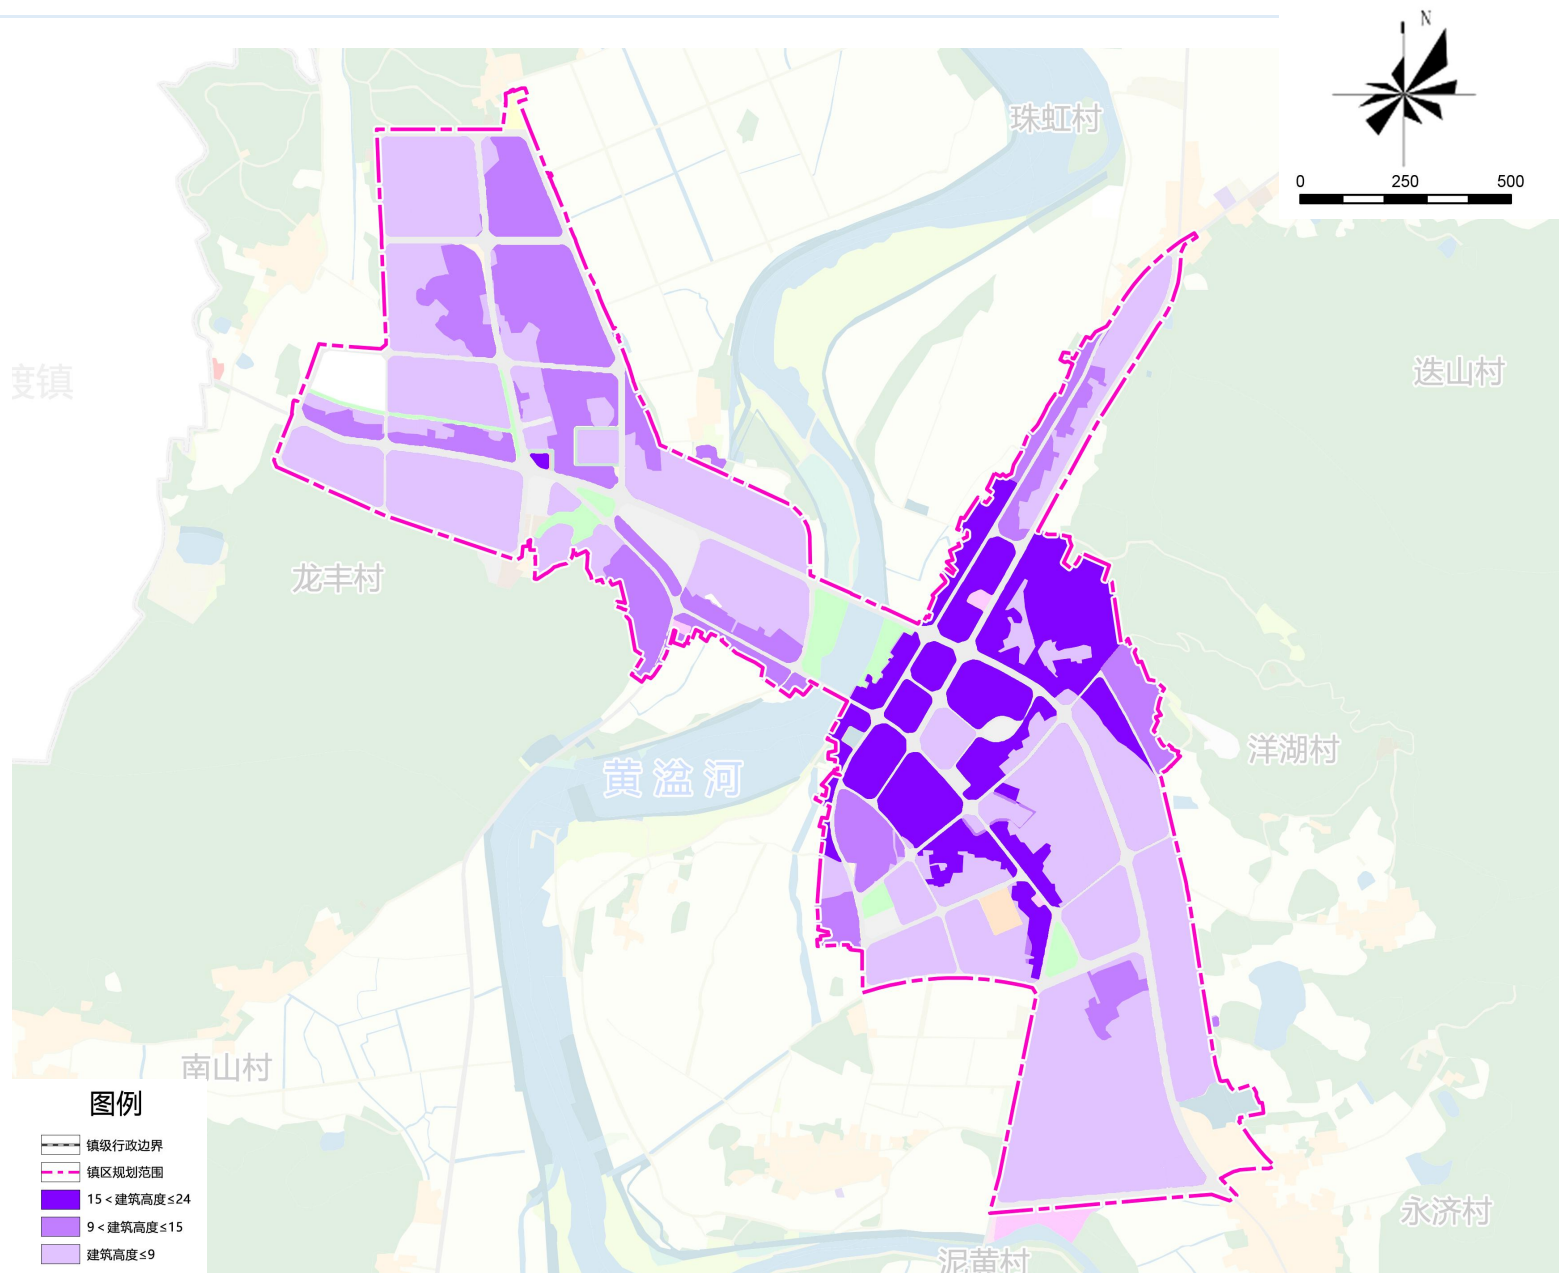 N
0 250 500
珠虹村
迭山村
度镇
龙丰村
洋湖村
黄湓河
南山村
图例
镇级行政边界
镇区规划范围
15＜建筑高度≤24
9＜建筑高度≤15
建筑高度≤9
永济村
泥黄村